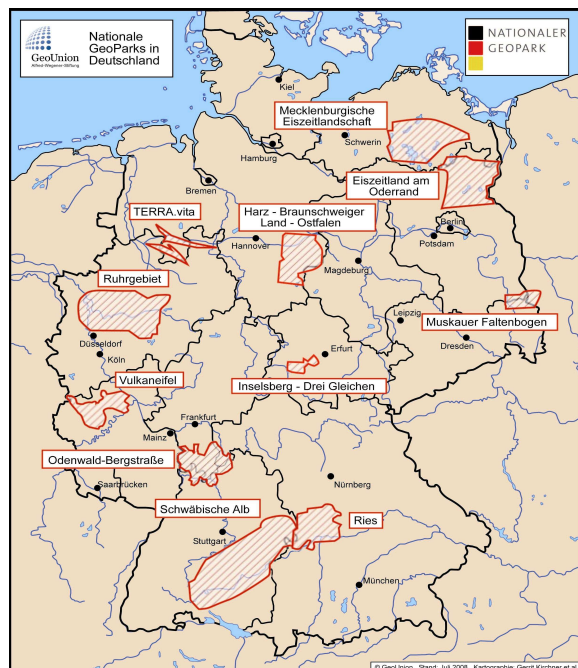 GeoUnion
Alfred-Wegener-Stiftung
Nationale
GeoParks in
Deutschland
NATIONALER
GEOPARK
Kiel
Mecklenburgische
Eiszeitlandschaft
Schwerin
Hamburg
Bremen
Eiszeitland am
Oderrand
TERRA.vita
Harz - Braunschweiger
Land - Ostfalen
Berlin
Potsdam
Hannover
Magdeburg
Ruhrgebiet
Muskauer Faltenbogen
Leipzig
Dresden
Düsseldorf
Köln
Erfurt
Vulkaneifel
Inselsberg - Drei Gleichen
Frankfurt
Mainz
Odenwald-Bergstraße
Saarbrücken
Nürnberg
Schwäbische Alb
Ries
Stuttgart
München
© GeoUnion, Stand: Juli 2008, Kartographie: Gerrit Kirchner et al.